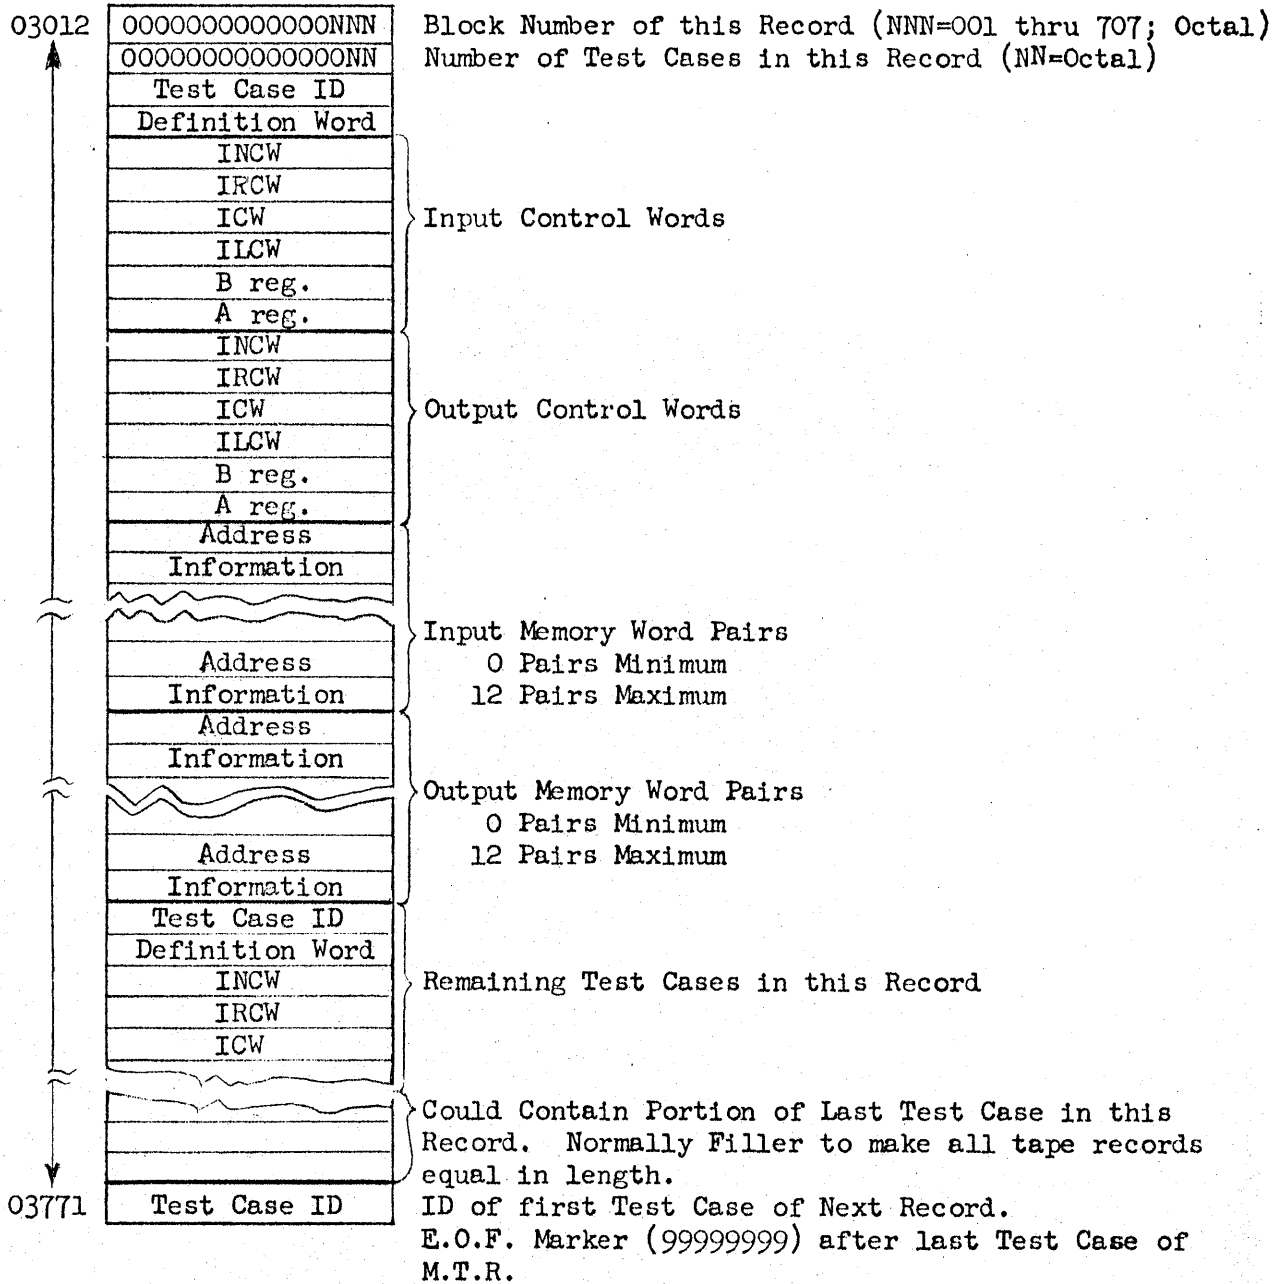 03012 0000000000000NNN Block Number of this Record (NNN=001 thru 707; Octal)
00000000000000NN Number of Test Cases in this Record (NN=Octal)
Test Case ID
Definition Word
INCW
IRCW
ICW Input Control Words
ILCW
B reg.
A reg.
INCW
IRCW
ICW Output Control Words
ILCW
B reg.
A reg.
Address
Information
Input Memory Word Pairs
Address 0 Pairs Minimum
Information 12 Pairs Maximum
Address
Information
Output Memory Word Pairs
0 Pairs Minimum
Address 12 Pairs Maximum
Information
Test Case ID
Definition Word
INCW Remaining Test Cases in this Record
IRCW
ICW
Could Contain Portion of Last Test Case in this
Record. Normally Filler to make all tape records
equal in length.
03771 Test Case ID ID of first Test Case of Next Record.
E.O.F. Marker (99999999) after last Test Case of
M.T.R.